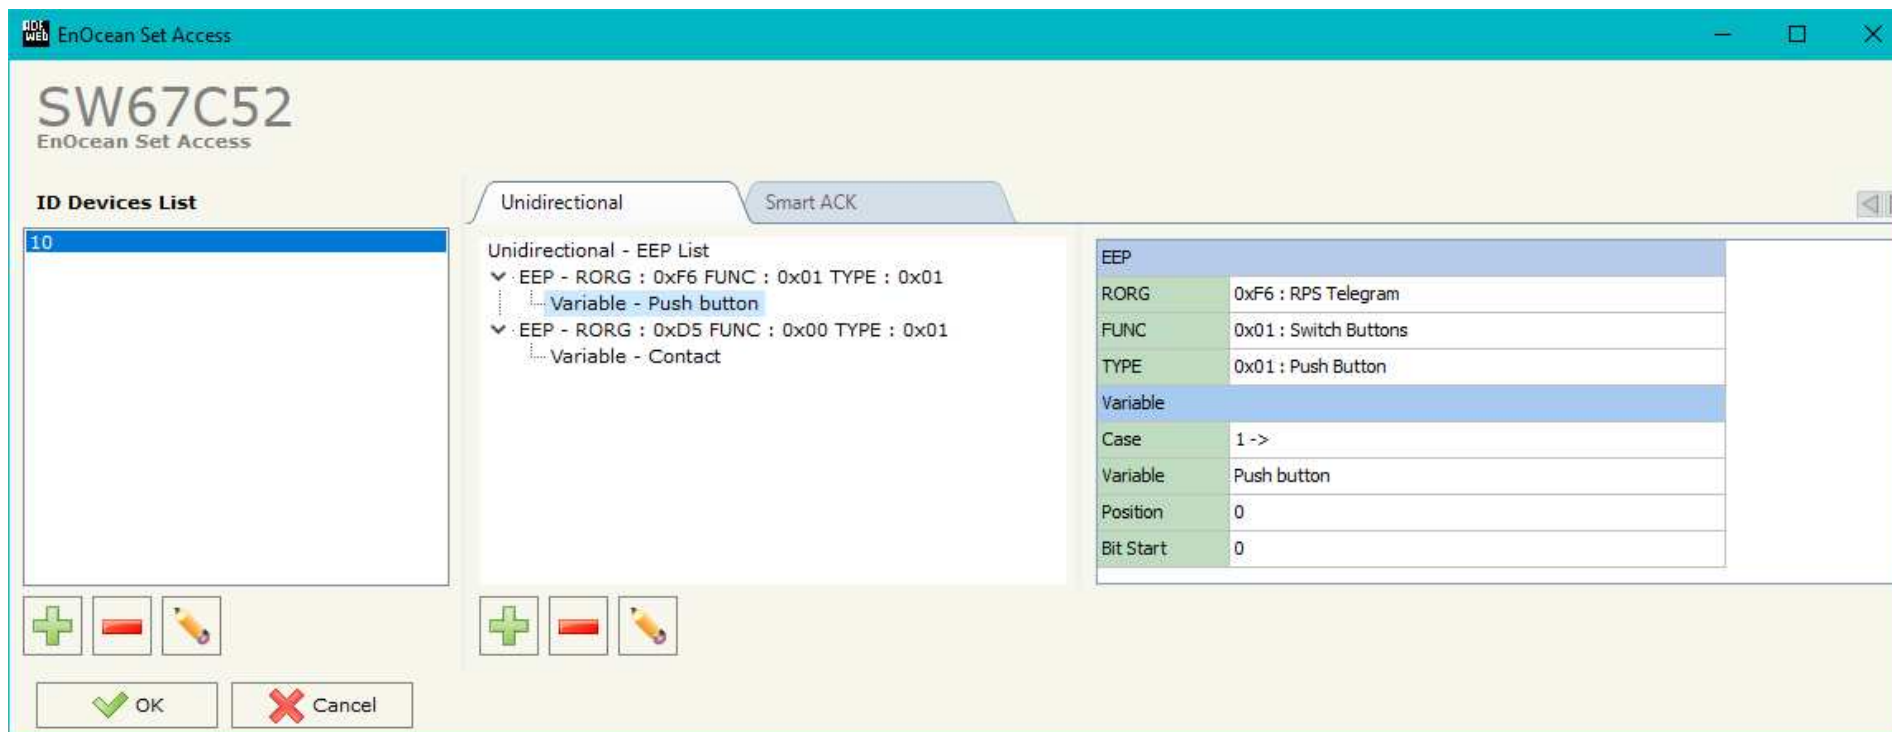 ADF
WEB
EnOcean Set Access
SW67C52
EnOcean Set Access
ID Devices List
10
Unidirectional
Smart ACK
Unidirectional - EEP List
EEP - RORG : 0xF6 FUNC : 0x01 TYPE : 0x01
Variable - Push button
EEP - RORG : 0xD5 FUNC : 0x00 TYPE : 0x01
Variable - Contact
EEP
RORG 0xF6 : RPS Telegram
FUNC 0x01 : Switch Buttons
TYPE 0x01 : Push Button
Variable
Case 1 ->
Variable Push button
Position 0
Bit Start 0
OK
Cancel